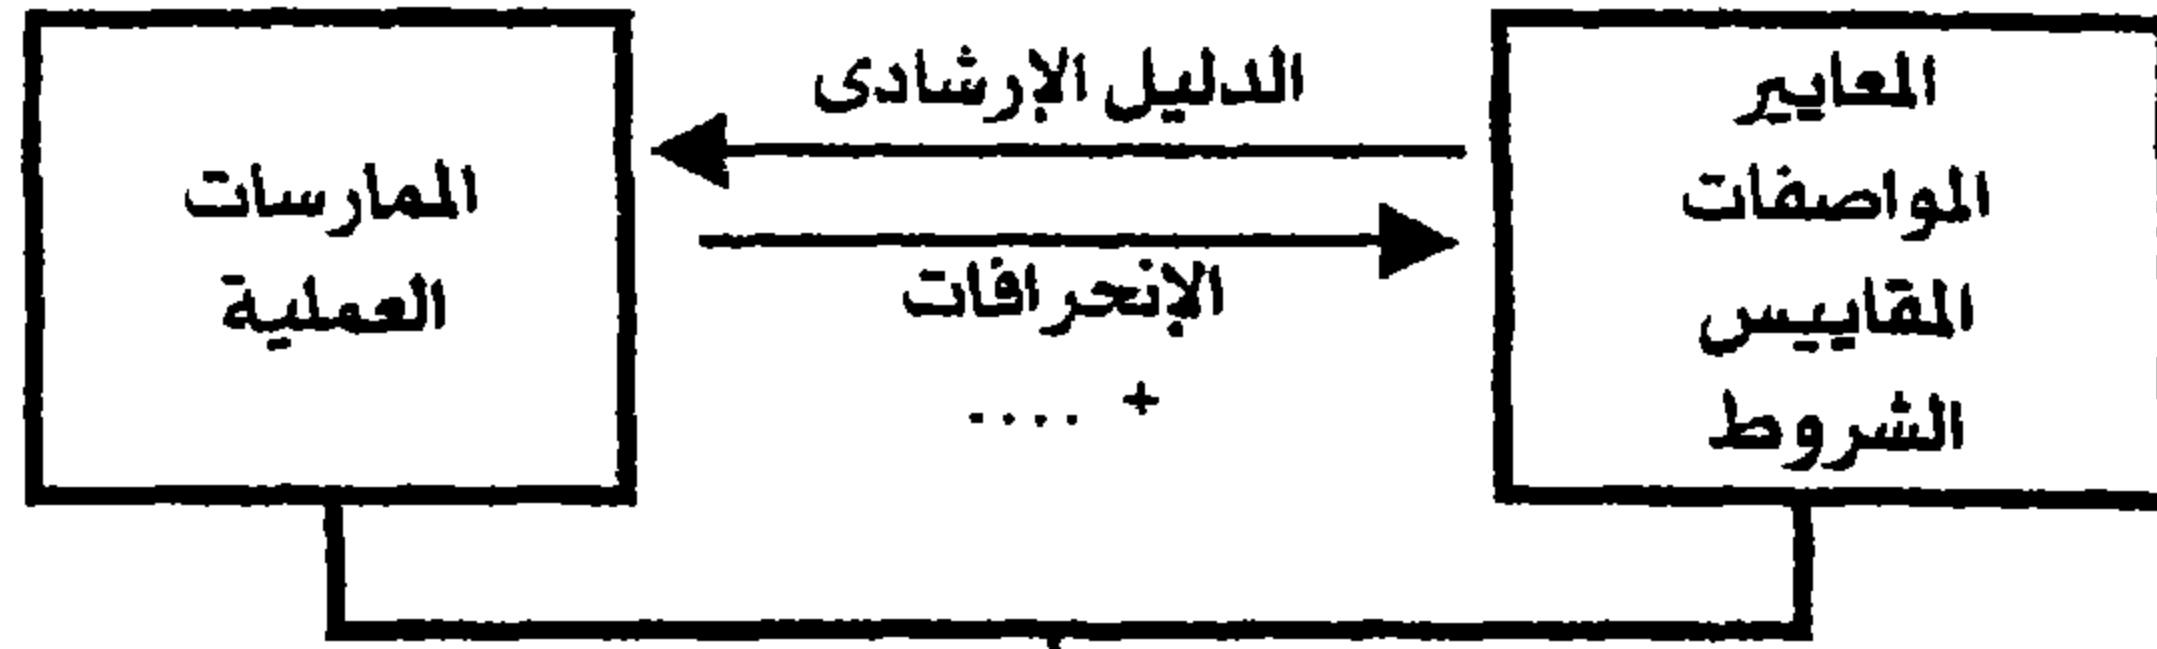 المعايير
المواصفات
المقاييس
الشروط
الدليل الإرشادى
الإنحرافات
+ ....
الممارسات
العملية